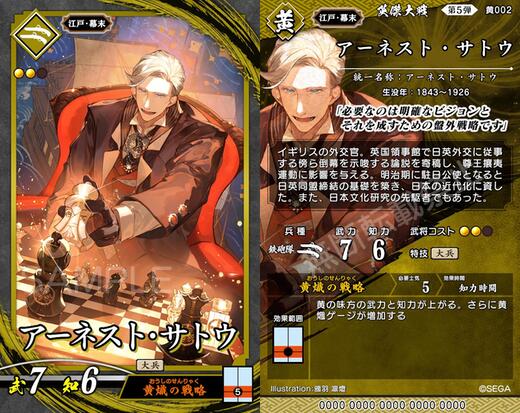 江戸・幕末
SAMPLE
アーネスト・サトウ
大兵
武7 知6
おうしのせんりゃく
黄熾の戦略
5
黄
江戸・幕末
英傑大戦
第5弾
黄002
アーネスト・サトウ
統一名称:アーネスト・サトウ
生没年:1843〜1926
「必要なのは明確なビジョンと
それを成すための盤外戦略です」
イギリスの外交官。英国領事館で日英外交に従事
する傍ら倒幕を示唆する論説を寄稿し、尊王攘夷
運動に影響を与える。明治期に駐日公使となると
日英同盟締結の基礎を築き、日本の近代化に資し
た。また、日本文化研究の先駆者でもあった。
兵種 武力 知力 武将コスト
鉄砲隊 7 6
特技 大兵
おうしのせんりゃく 必要士気 効果時間
黄熾の戦略 5 知力時間
効果範囲
黄の味方の武力と知力が上がる。さらに黄
熾ゲージが増加する
Illustration:獅羽
©SEGA
0000 0000 0000 0000 0000